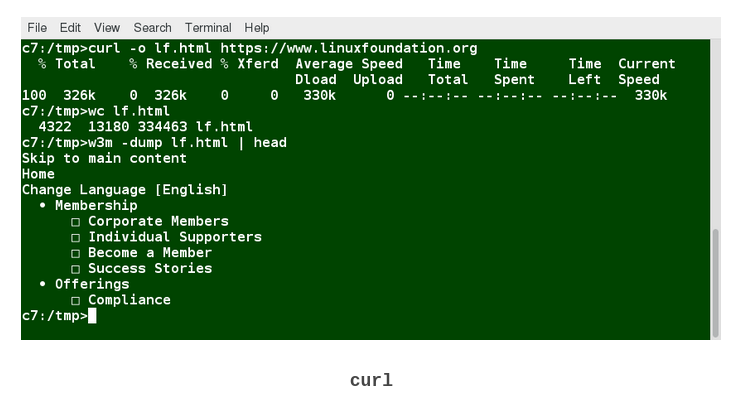 File Edit View Search Terminal Help
c7:/tmp>curl -o lf.html https://www.linuxfoundation.org
  % Total    % Received % Xferd  Average Speed   Time    Time     Time  Current
                                 Dload  Upload   Total   Spent    Left  Speed
100  326k    0  326k    0     0   330k      0 --:--:-- --:--:-- --:--:--  330k
c7:/tmp>wc lf.html
  4322  13180 334463 lf.html
c7:/tmp>w3m -dump lf.html | head
Skip to main content
Home
Change Language [English]
  • Membership
      □ Corporate Members
      □ Individual Supporters
      □ Become a Member
      □ Success Stories
  • Offerings
      □ Compliance
c7:/tmp>
curl